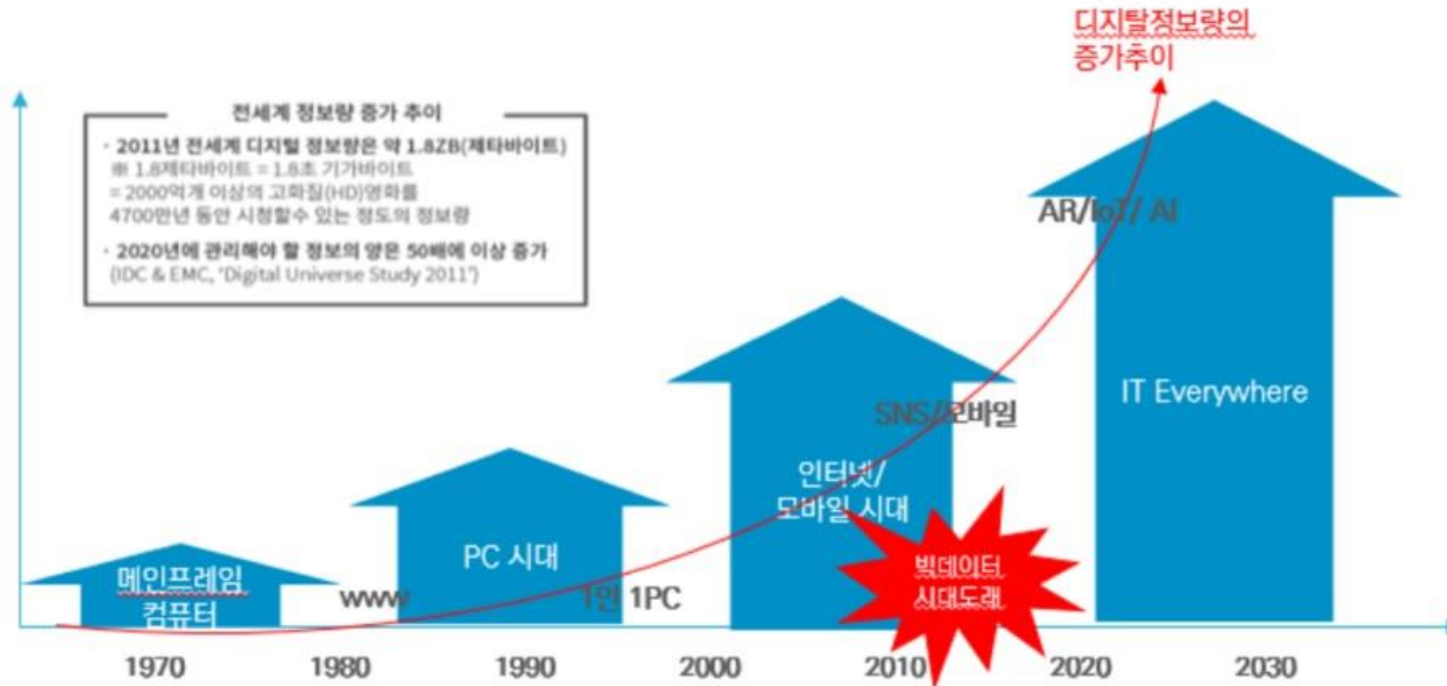 디지탈정보량의
증가추이
전세계 정보량 증가 추이
· 2011년 전세계 디지털 정보량은 약 1.8ZB(제타바이트)
※ 1.8제타바이트 = 1.8조 기가바이트
= 2000억개 이상의 고화질(HD)영화를
4700만년 동안 시청할수 있는 정도의 정보량
· 2020년에 관리해야 할 정보의 양은 50배에 이상 증가
(IDC & EMC, 'Digital Universe Study 2011')
AR/IoT/ AI
IT Everywhere
SNS/모바일
인터넷/
모바일 시대
PC 시대
빅데이터
시대도래
메인프레임
컴퓨터
www
1인 1PC
1970
1980
1990
2000
2010
2020
2030